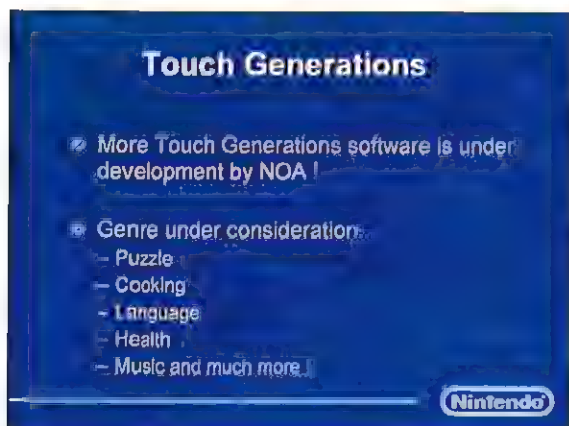 Touch Generations
More Touch Generations software is under
development by NOA !
Genre under consideration
– Puzzle
– Cooking
– Language
– Health
– Music and much more !
Nintendo